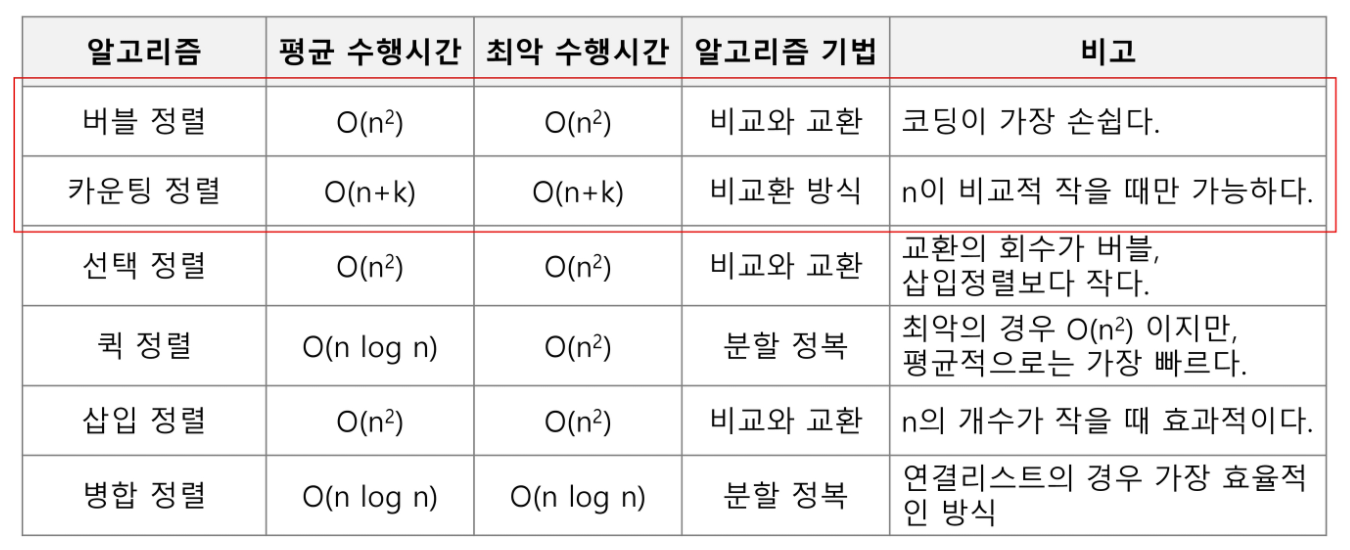 알고리즘 평균 수행시간 최악 수행시간 알고리즘 기법 비고
버블 정렬 O(n²) O(n²) 비교와 교환 코딩이 가장 손쉽다.
카운팅 정렬 O(n+k) O(n+k) 비교환 방식 n이 비교적 작을 때만 가능하다.
선택 정렬 O(n²) O(n²) 비교와 교환 교환의 회수가 버블,
삽입정렬보다 작다.
퀵 정렬 O(n log n) O(n²) 분할 정복 최악의 경우 O(n²) 이지만,
평균적으로는 가장 빠르다.
삽입 정렬 O(n²) O(n²) 비교와 교환 n의 개수가 작을 때 효과적이다.
병합 정렬 O(n log n) O(n log n) 분할 정복 연결리스트의 경우 가장 효율적
인 방식